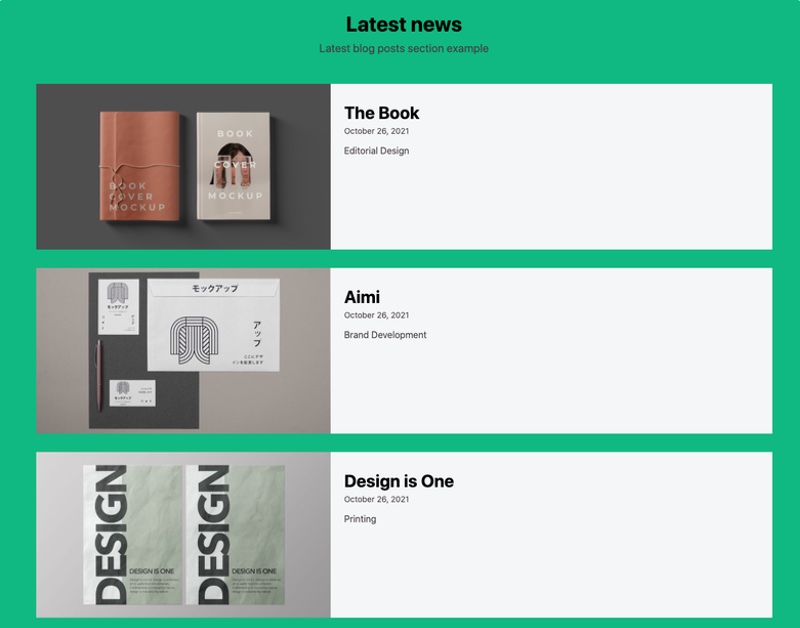 Latest news
Latest blog posts section example
The Book
October 26, 2021
Editorial Design
BOOK
COVER
MOCKUP
BOOK
COVER
MOCKUP
Aimi
October 26, 2021
Brand Development
モックアップ
モックアップ
アップ
モックアップ
Design is One
October 26, 2021
Printing
DESIGN
DESIGN IS ONE
DESIGN
DESIGN IS ONE